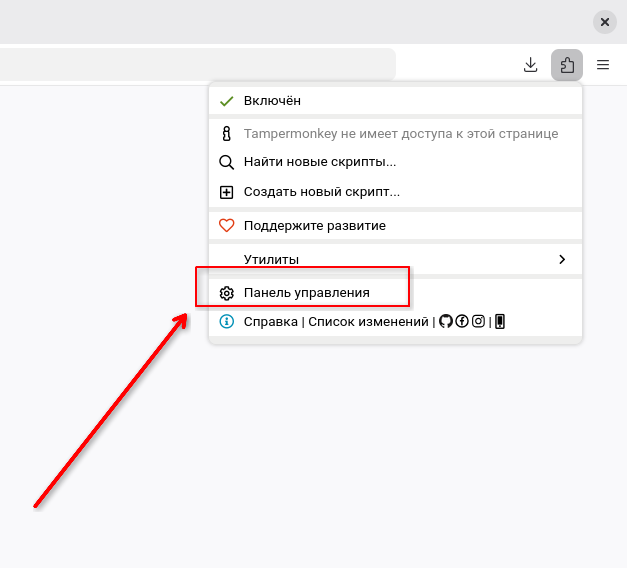 Включён
Tampermonkey не имеет доступа к этой странице
Найти новые скрипты...
Создать новый скрипт...
Поддержите развитие
Утилиты
Панель управления
Справка | Список изменений | |